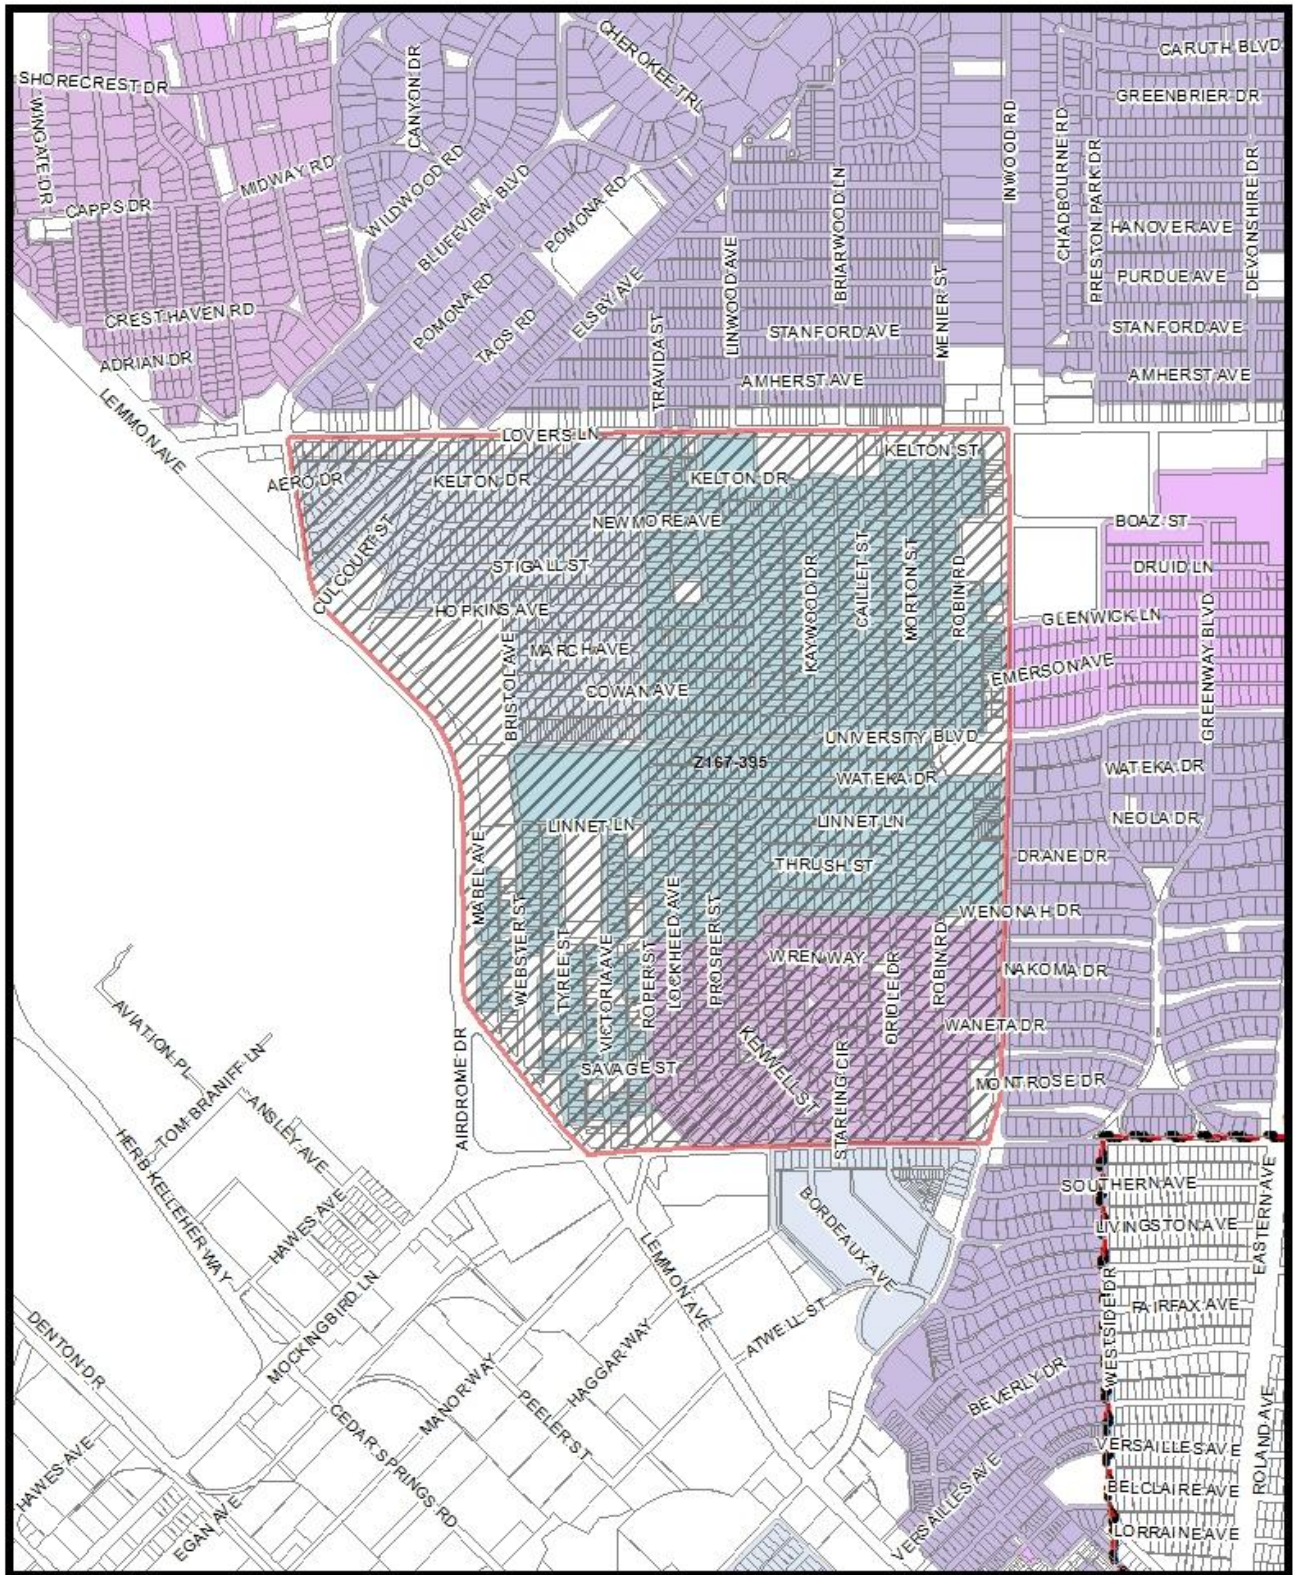 CHEROKEE TRL
CARUTH BLVD
CANYON DR
SHORECREST DR
GREENBRIER DR
WINGATE DR
INWOOD RD
CHADBOURNE RD
PRESTON PARK DR
DEVONSHIRE DR
MIDWAY RD
WILDWOOD RD
BLUFFVIEW BLVD
POMONA RD
BRIARWOOD LN
CAPPS DR
HANOVER AVE
PURDUE AVE
LINWOOD AVE
MENIER ST
CRESTHAVEN RD
POMONA RD
TAOS RD
ELSBY AVE
TRAVIDA ST
STANFORD AVE
STANFORD AVE
ADRIAN DR
AMHERST AVE
AMHERST AVE
LEMMON AVE
LOVERS LN
KELTON ST
AERO DR
KELTON DR
KELTON DR
NEWMORE AVE
BOAZ ST
CULCOURT ST
STIGALL ST
KAYWOOD DR
CAILLET ST
MORTON ST
ROBIN RD
DRUID LN
HOPKINS AVE
GLENWICK LN
GREENWAY BLVD
BRISTOL AVE
MARCH AVE
EMERSON AVE
COWAN AVE
UNIVERSITY BLVD
Z167-395
WATEKA DR
WATEKA DR
LINNET LN
LINNET LN
NEOLA DR
THRUSH ST
DRANE DR
MABEL AVE
WEBSTER ST
TYREE ST
VICTORIA AVE
ROPER ST
LOCKHEED AVE
PROSPER ST
WENONAH DR
WREN WAY
ORIOLE DR
ROBIN RD
NAKOMA DR
AVIATION PL
WANETA DR
TOM BRANIFF LN
AIRDROME DR
SAVAGE ST
KENWELL ST
STARLING CIR
MONTROSE DR
ANSLEY AVE
HERB KELLEHER WAY
HAWES AVE
BORDEAUX AVE
SOUTHERN AVE
LIVINGSTON AVE
EASTERN AVE
LEMMON AVE
WESTSIDE DR
MOCKINGBIRD LN
FAIRFAX AVE
DENTON DR
ATWELL ST
HAGGAR WAY
MANOR WAY
PEELER ST
BEVERLY DR
CEDAR SPRINGS RD
ROLAND AVE
HAWES AVE
VERSAILLES AVE
VERSAILLES AVE
BELCLAIRE AVE
EGAN AVE
LORRAINE AVE